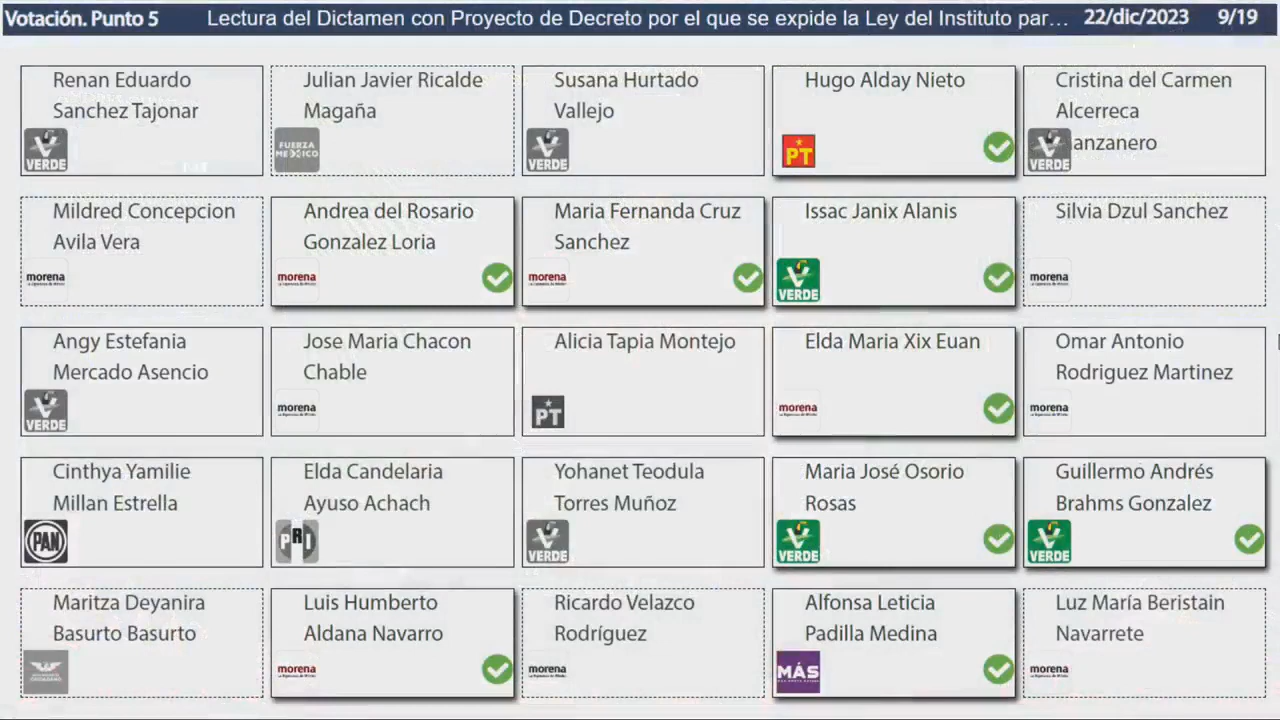 Votación. Punto 5 Lectura del Dictamen con Proyecto de Decreto por el que se expide la Ley del Instituto par... 22/dic/2023 9/19
Renan Eduardo
Sanchez Tajonar
VERDE
Julian Javier Ricalde
Magaña
FUERZA
MEXICO
Susana Hurtado
Vallejo
VERDE
Hugo Alday Nieto
PT
Cristina del Carmen
Alcerreca
anzanero
VERDE
Mildred Concepcion
Avila Vera
morena
Andrea del Rosario
Gonzalez Loria
morena
Maria Fernanda Cruz
Sanchez
morena
Issac Janix Alanis
VERDE
Silvia Dzul Sanchez
morena
Angy Estefania
Mercado Asencio
VERDE
Jose Maria Chacon
Chable
morena
Alicia Tapia Montejo
PT
Elda Maria Xix Euan
morena
Omar Antonio
Rodriguez Martinez
morena
Cinthya Yamilie
Millan Estrella
PAN
Elda Candelaria
Ayuso Achach
PRI
Yohanet Teodula
Torres Muñoz
VERDE
Maria José Osorio
Rosas
VERDE
Guillermo Andrés
Brahms Gonzalez
VERDE
Maritza Deyanira
Basurto Basurto
Luis Humberto
Aldana Navarro
morena
Ricardo Velazco
Rodríguez
morena
Alfonsa Leticia
Padilla Medina
MÁS
Luz María Beristain
Navarrete
morena